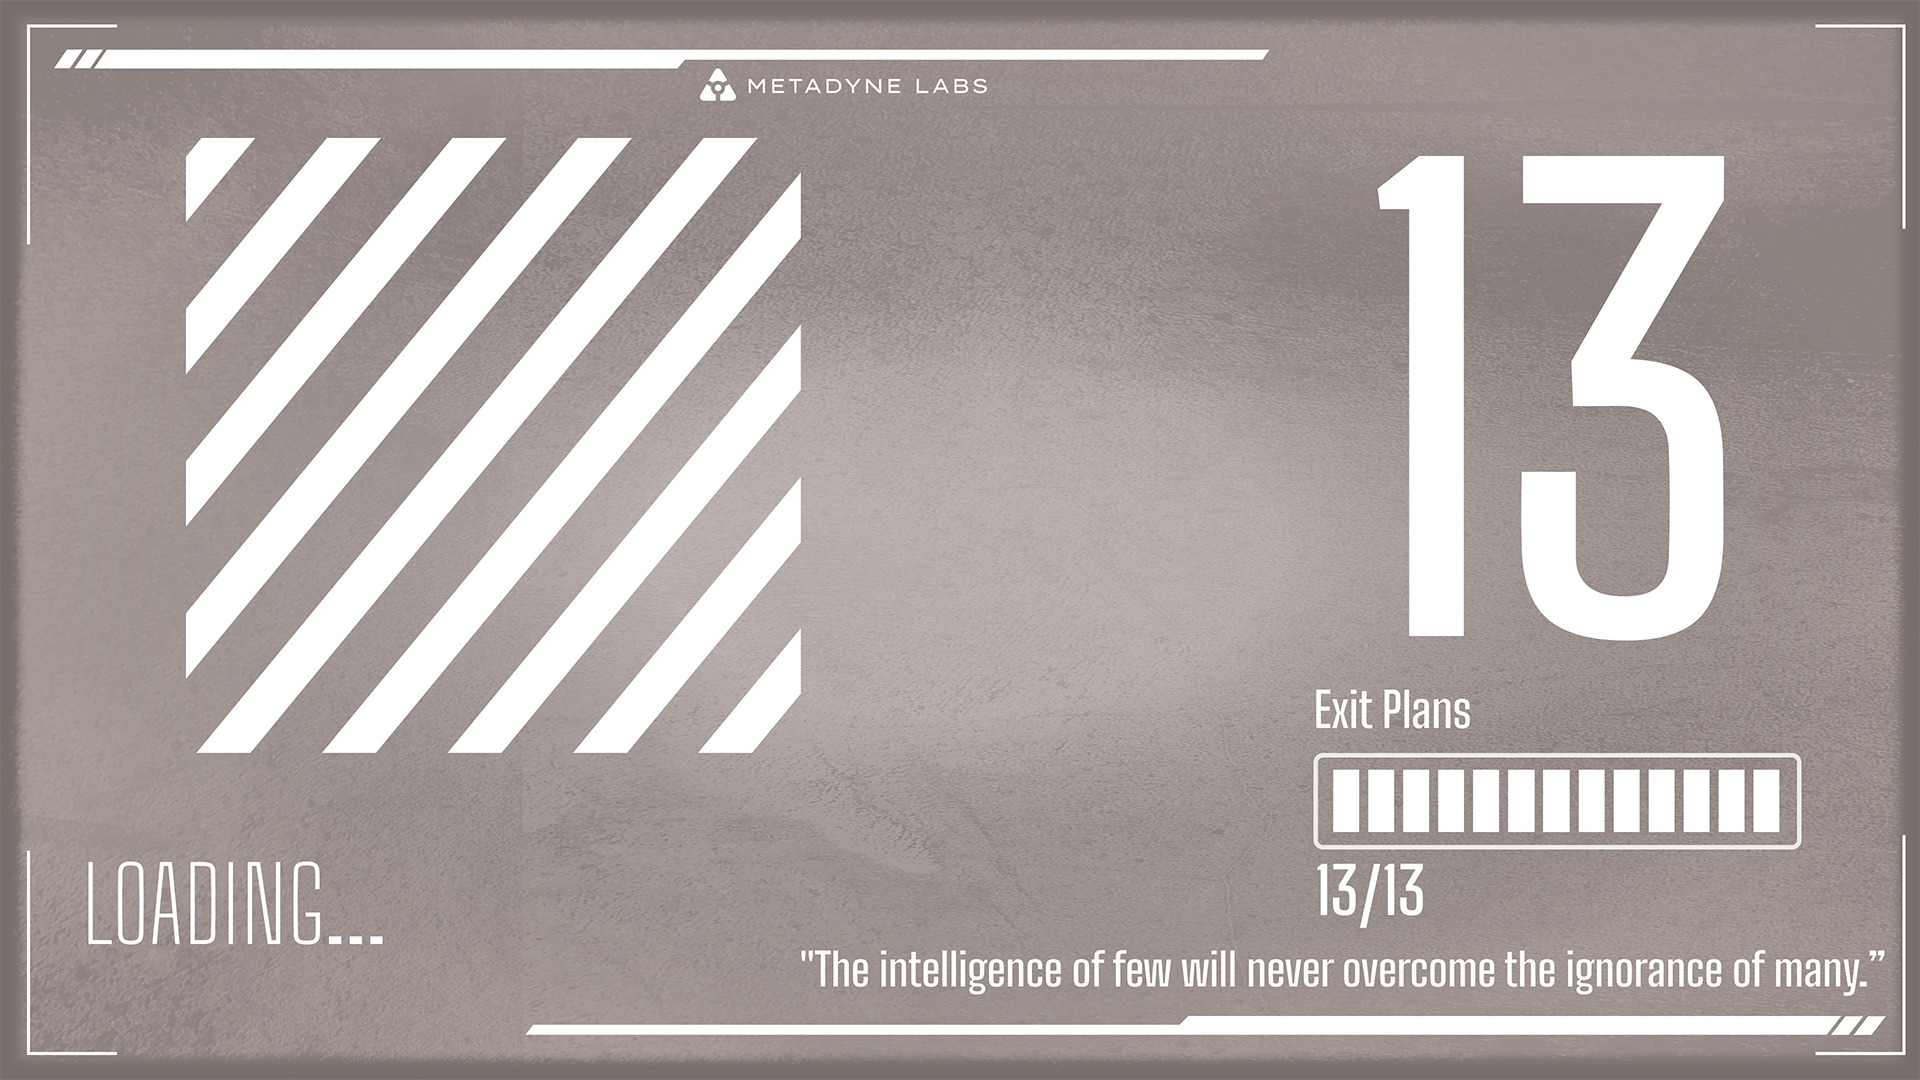 METADYNE LABS
13
Exit Plans
13/13
LOADING...
"The intelligence of few will never overcome the ignorance of many.”